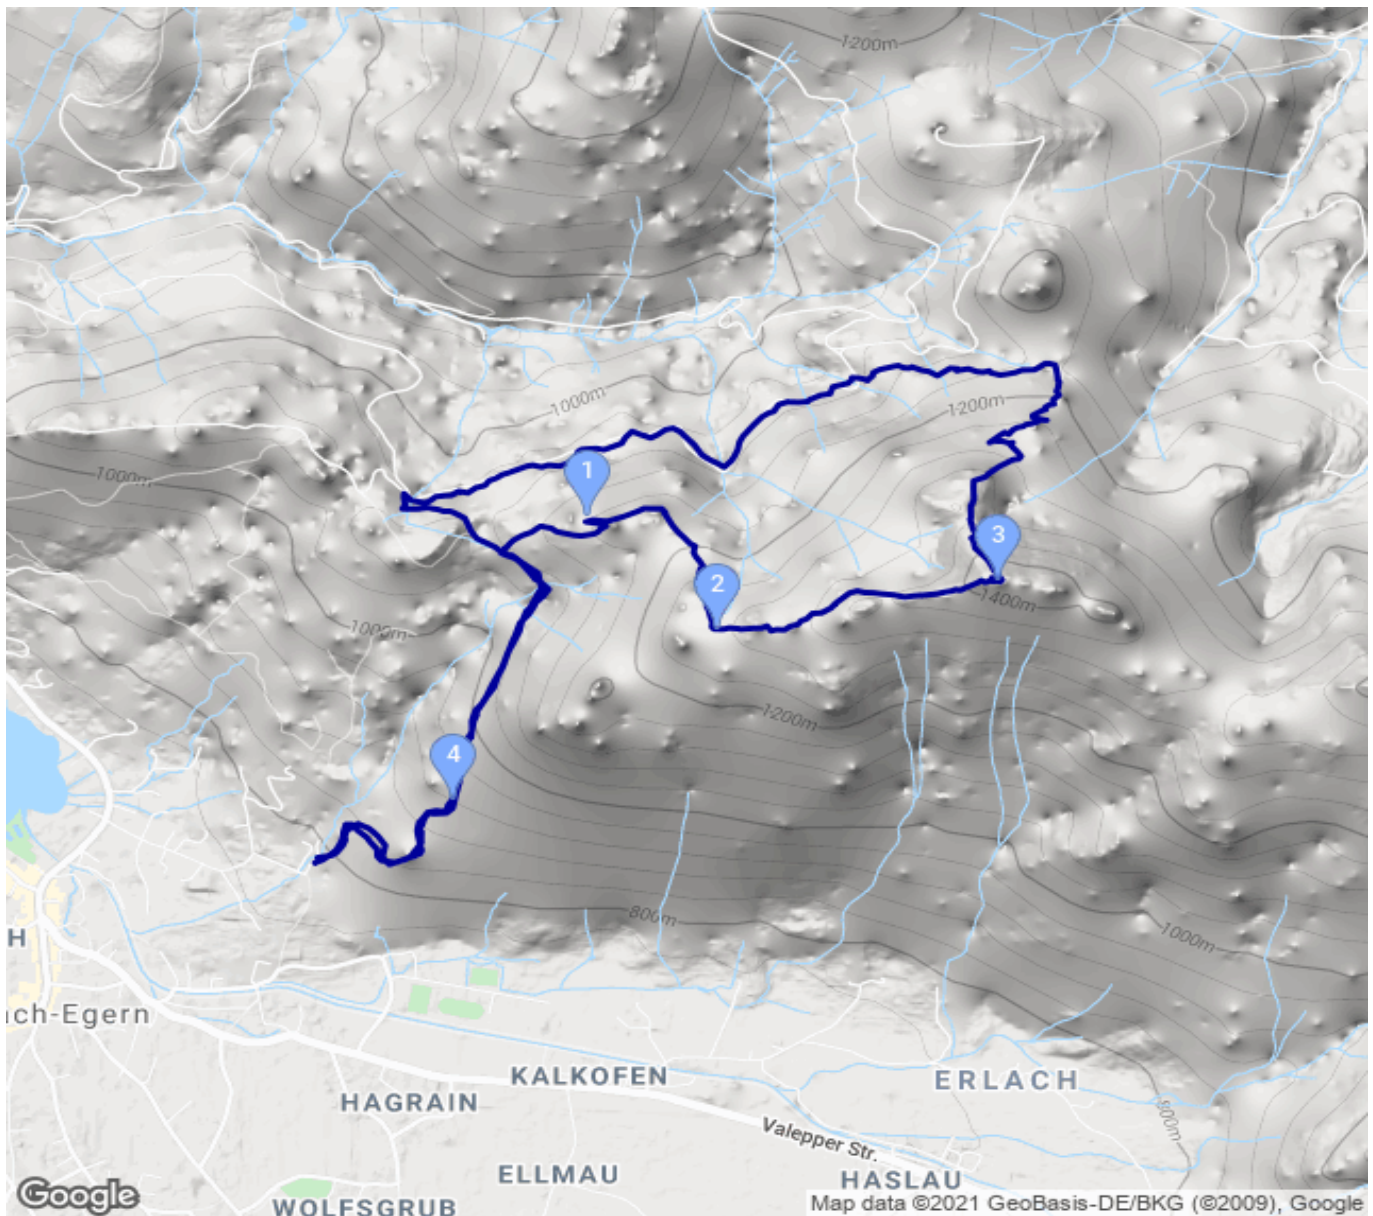 1200m
1000m
1200m
1
1000m
3
2
1400m
1000m
1200m
4
800m
H
ach-Egern
1000m
KALKOFEN
ERLACH
HAGRAIN
800m
Valepper Str.
ELLMAU
HASLAU
WOLFSGRUB
Google
Map data ©2021 GeoBasis-DE/BKG (©2009), Google